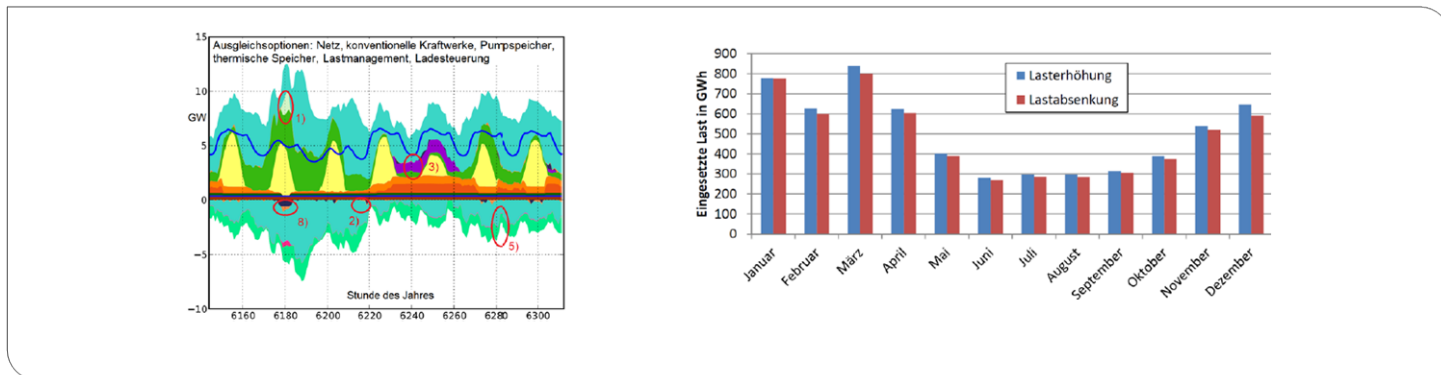 Ausgleichsoptionen: Netz, konventionelle Kraftwerke, Pumpspeicher,
thermische Speicher, Lastmanagement, Ladesteuerung
15
10
GW
5
0
−5
−10
1)
3)
8)
2)
5)
Stunde des Jahres
6160 6180 6200 6220 6240 6260 6280 6300
Eingesetzte Last in GWh
900
800
700
600
500
400
300
200
100
0
Lasterhöhung
Lastabsenkung
Januar
Februar
März
April
Mai
Juni
Juli
August
September
Oktober
November
Dezember